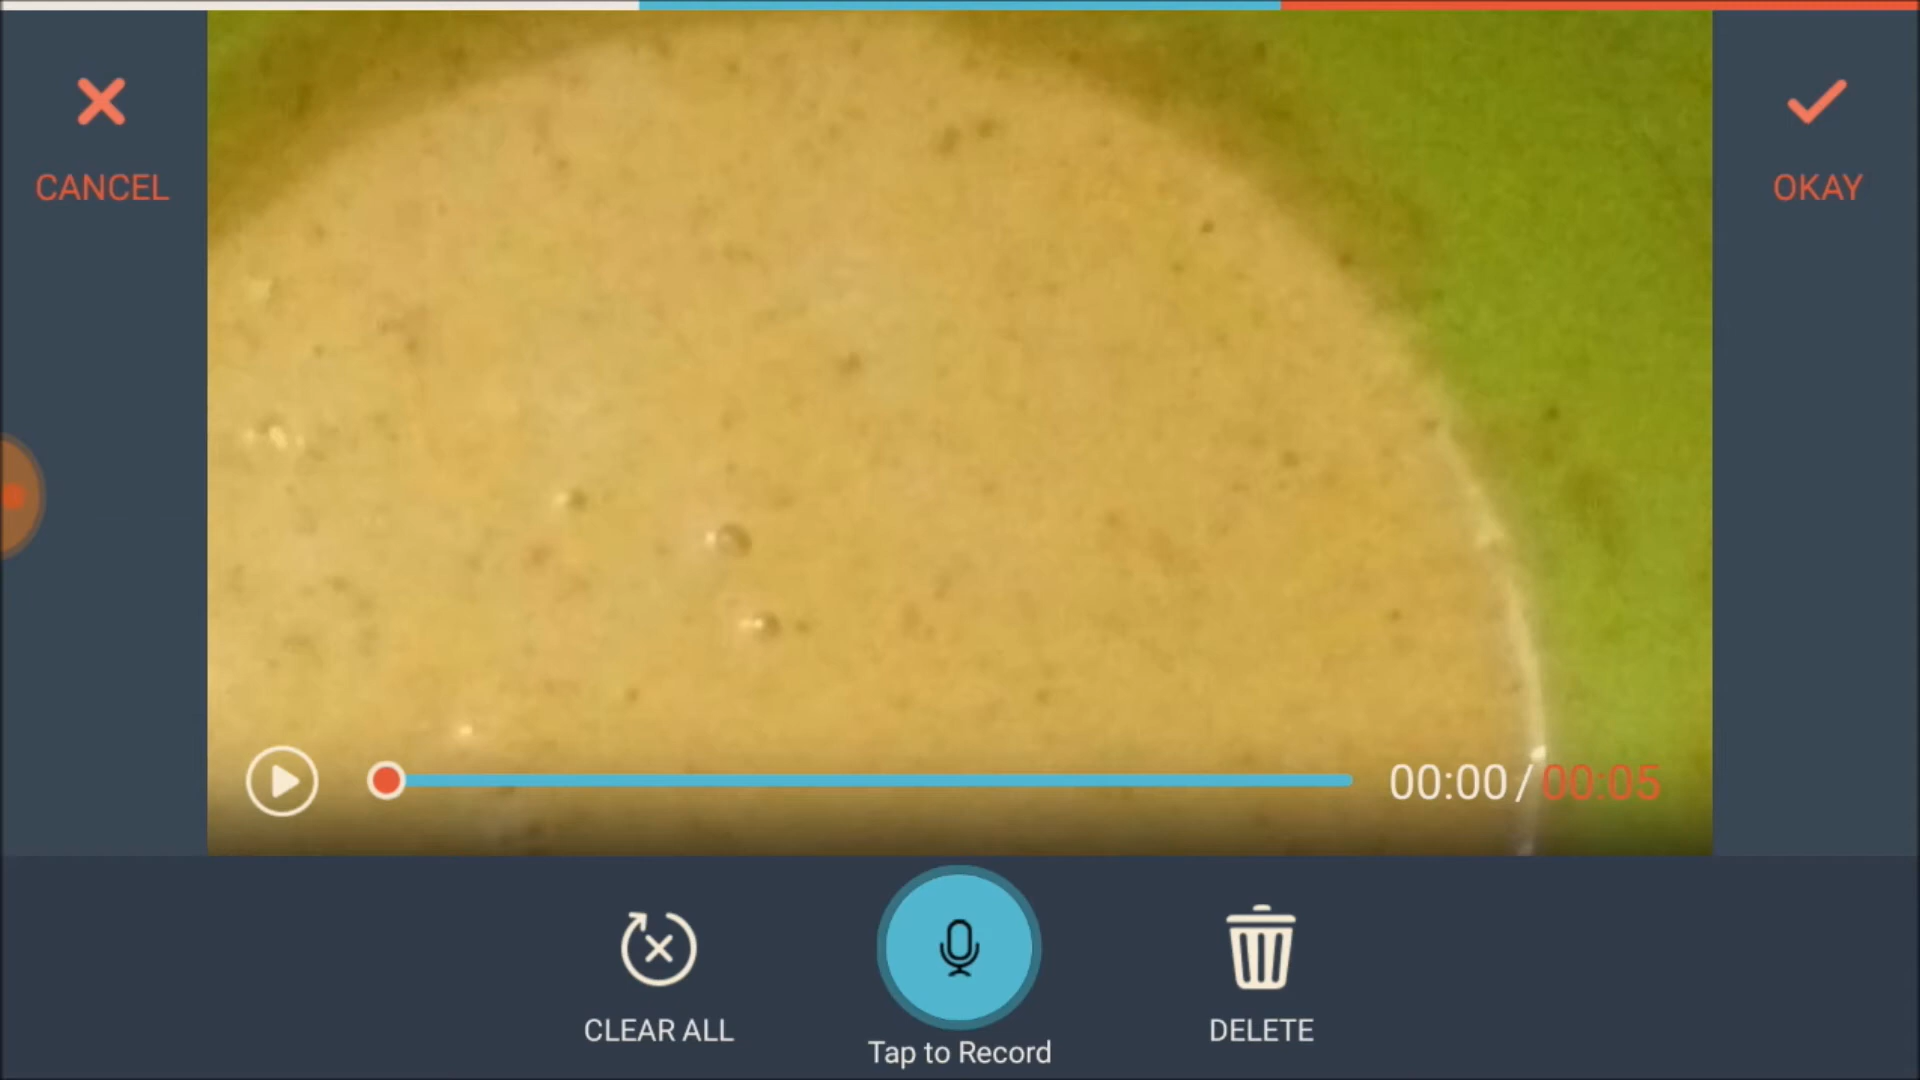 CANCEL
OKAY
00:00 / 00:05
CLEAR ALL
Tap to Record
DELETE